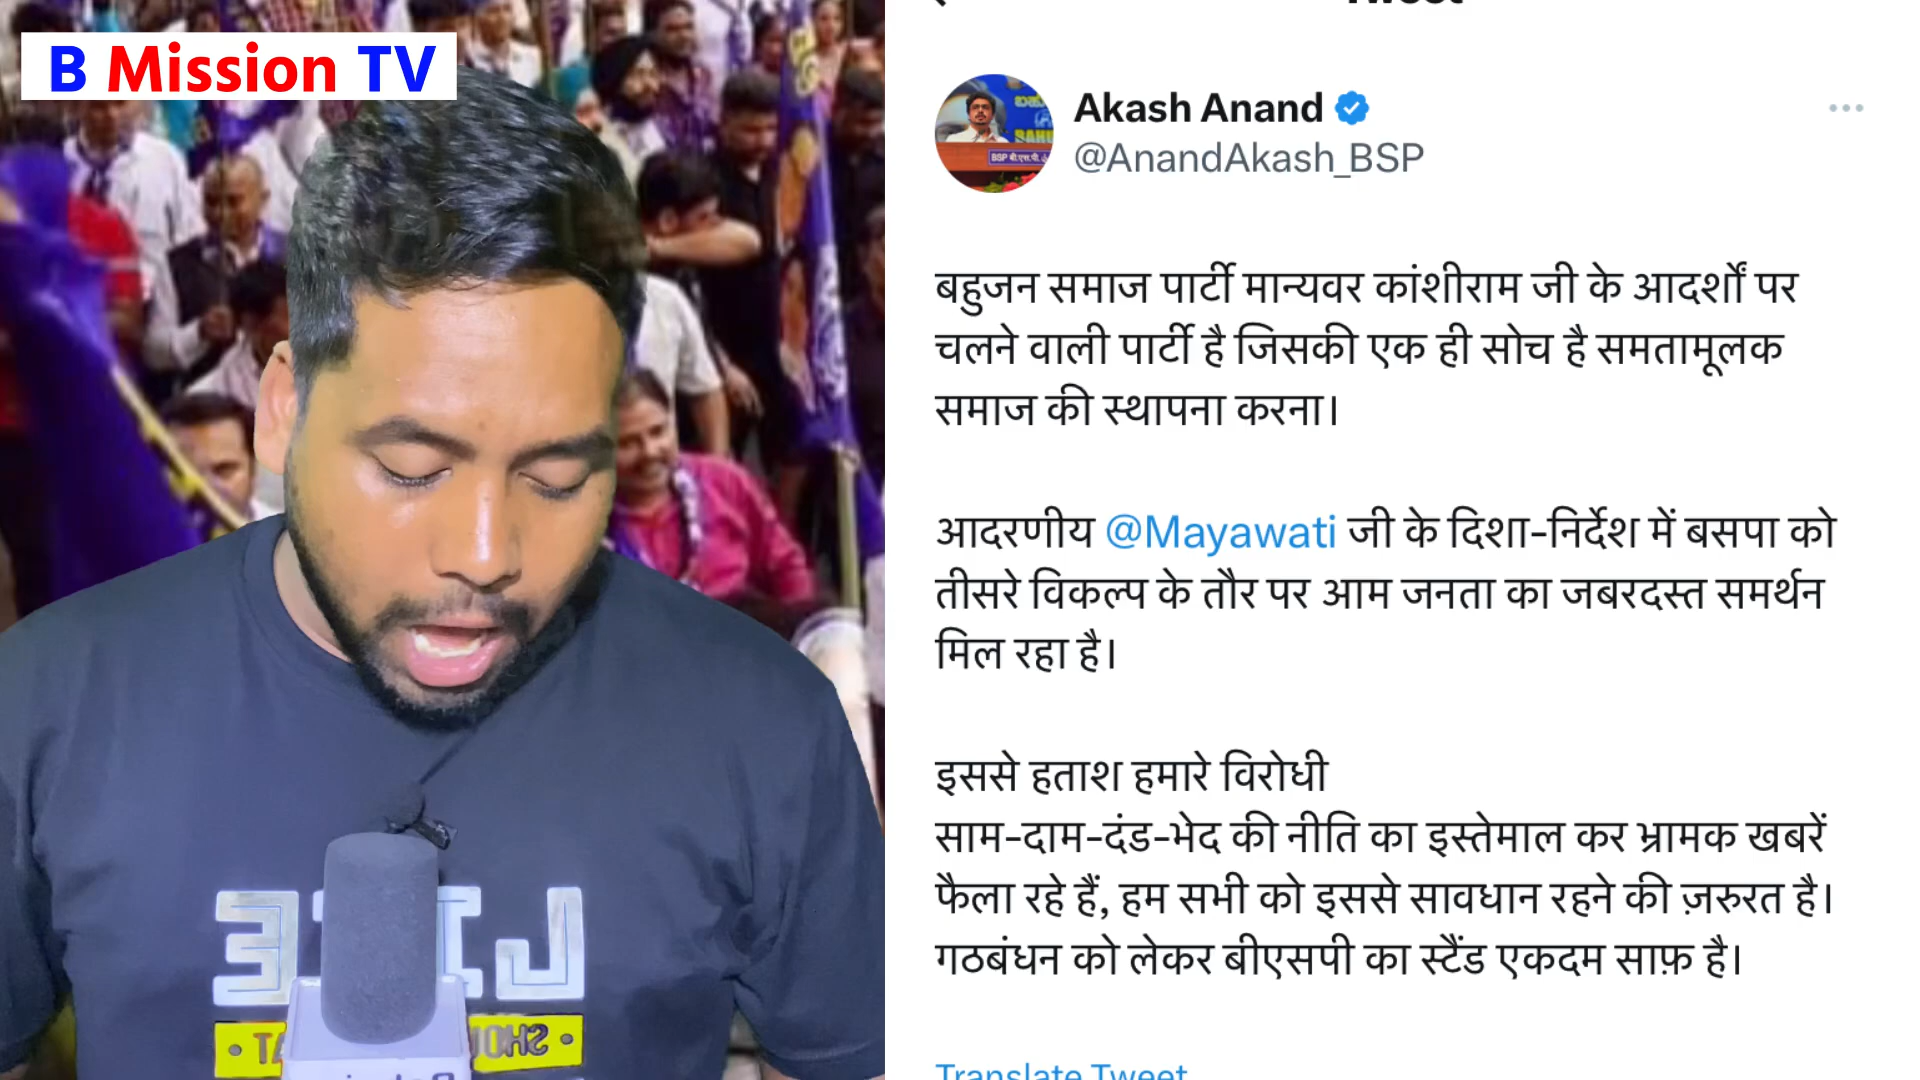 B Mission TV
Akash Anand
@AnandAkash_BSP
बहुजन समाज पार्टी मान्यवर कांशीराम जी के आदर्शों पर
चलने वाली पार्टी है जिसकी एक ही सोच है समतामूलक
समाज की स्थापना करना।
आदरणीय @Mayawati जी के दिशा-निर्देश में बसपा को
तीसरे विकल्प के तौर पर आम जनता का जबरदस्त समर्थन
मिल रहा है।
इससे हताश हमारे विरोधी
साम-दाम-दंड-भेद की नीति का इस्तेमाल कर भ्रामक खबरें
फैला रहे हैं, हम सभी को इससे सावधान रहने की ज़रुरत है।
गठबंधन को लेकर बीएसपी का स्टैंड एकदम साफ़ है।
Translate Tweet